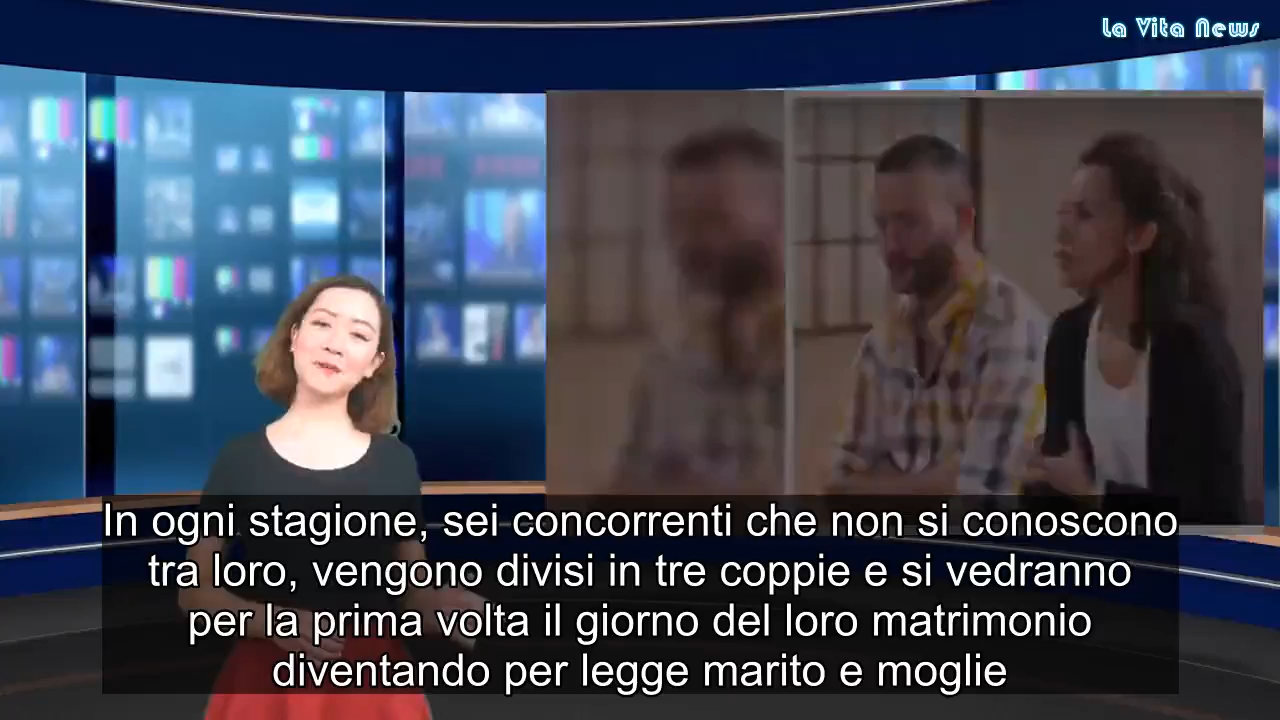 La Vita News
In ogni stagione, sei concorrenti che non si conoscono
tra loro, vengono divisi in tre coppie e si vedranno
per la prima volta il giorno del loro matrimonio
diventando per legge marito e moglie